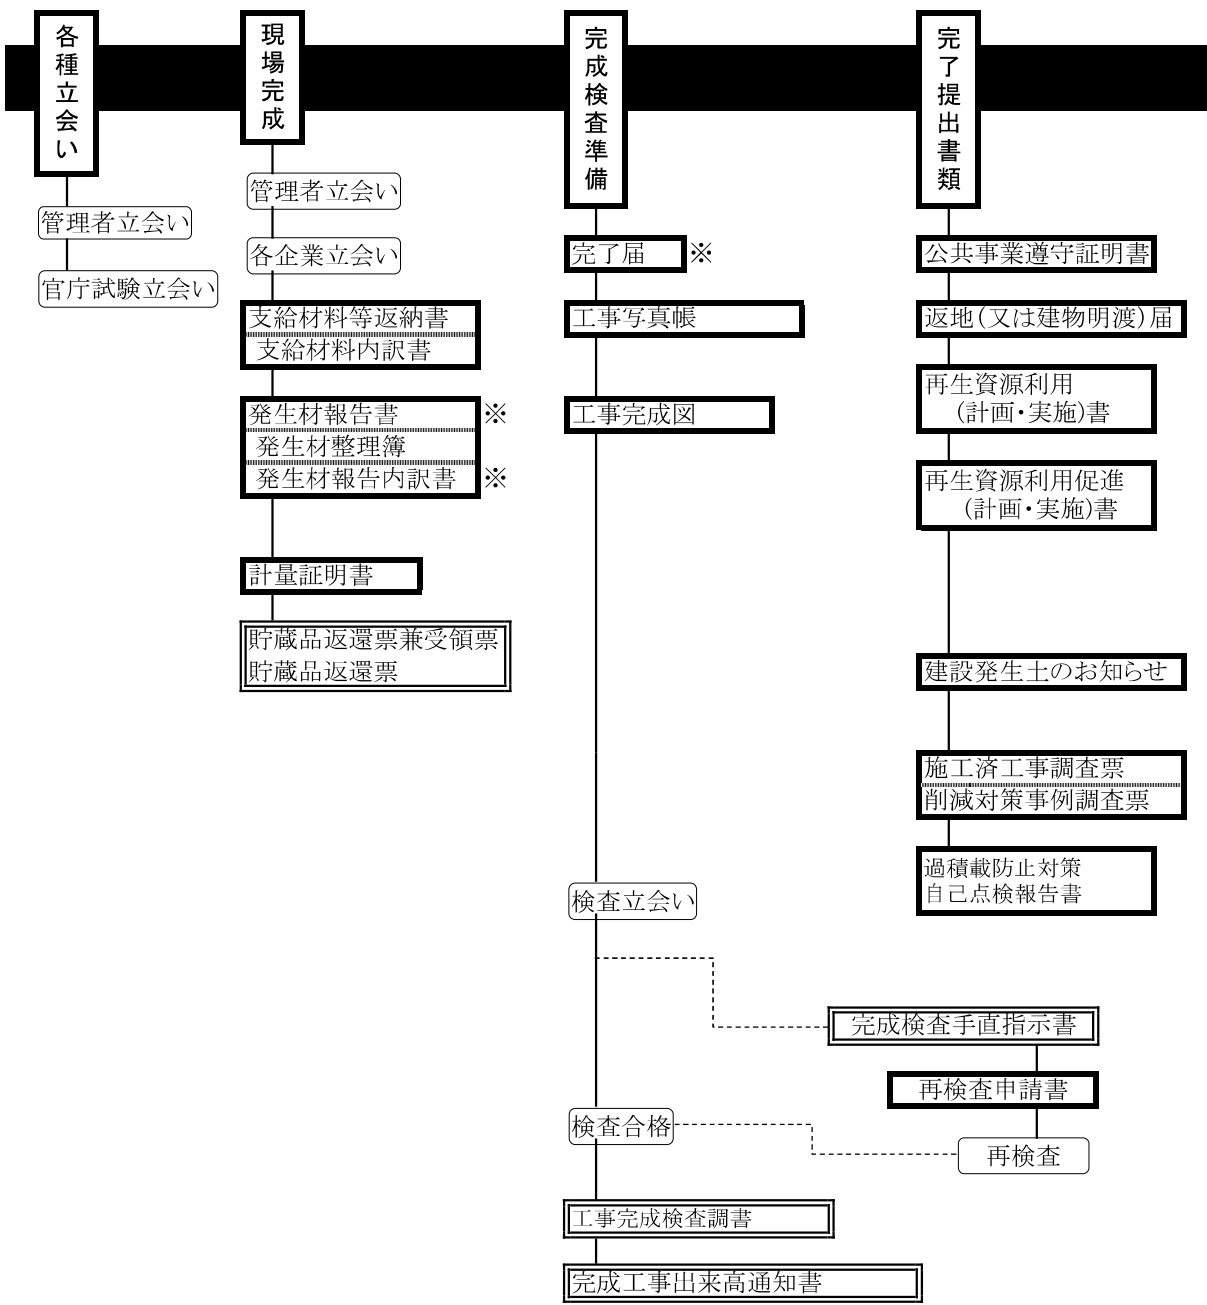 各種立会い
管理者立会い
官庁試験立会い
現場完成
管理者立会い
各企業立会い
支給材料等返納書
支給材料内訳書
発生材報告書 ※
発生材整理簿
発生材報告内訳書 ※
計量証明書
貯蔵品返還票兼受領票
貯蔵品返還票
完成検査準備
完了届 ※
工事写真帳
工事完成図
検査立会い
検査合格
工事完成検査調書
完成工事出来高通知書
完了提出書類
公共事業遵守証明書
返地(又は建物明渡)届
再生資源利用
(計画・実施)書
再生資源利用促進
(計画・実施)書
建設発生土のお知らせ
施工済工事調査票
削減対策事例調査票
過積載防止対策
自己点検報告書
完成検査手直指示書
再検査申請書
再検査